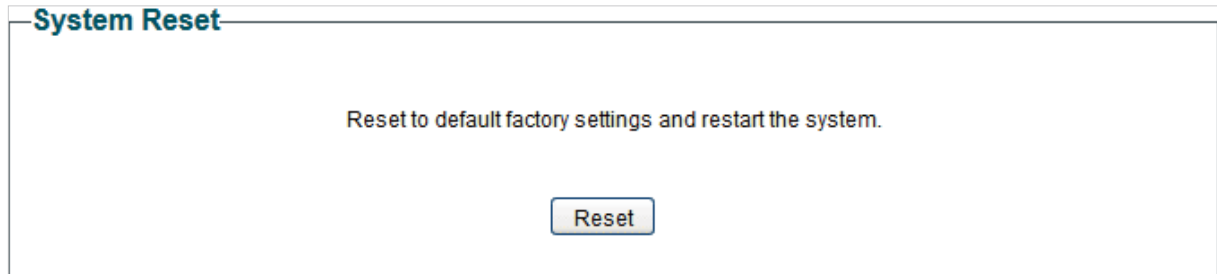 System Reset
Reset to default factory settings and restart the system.
Reset